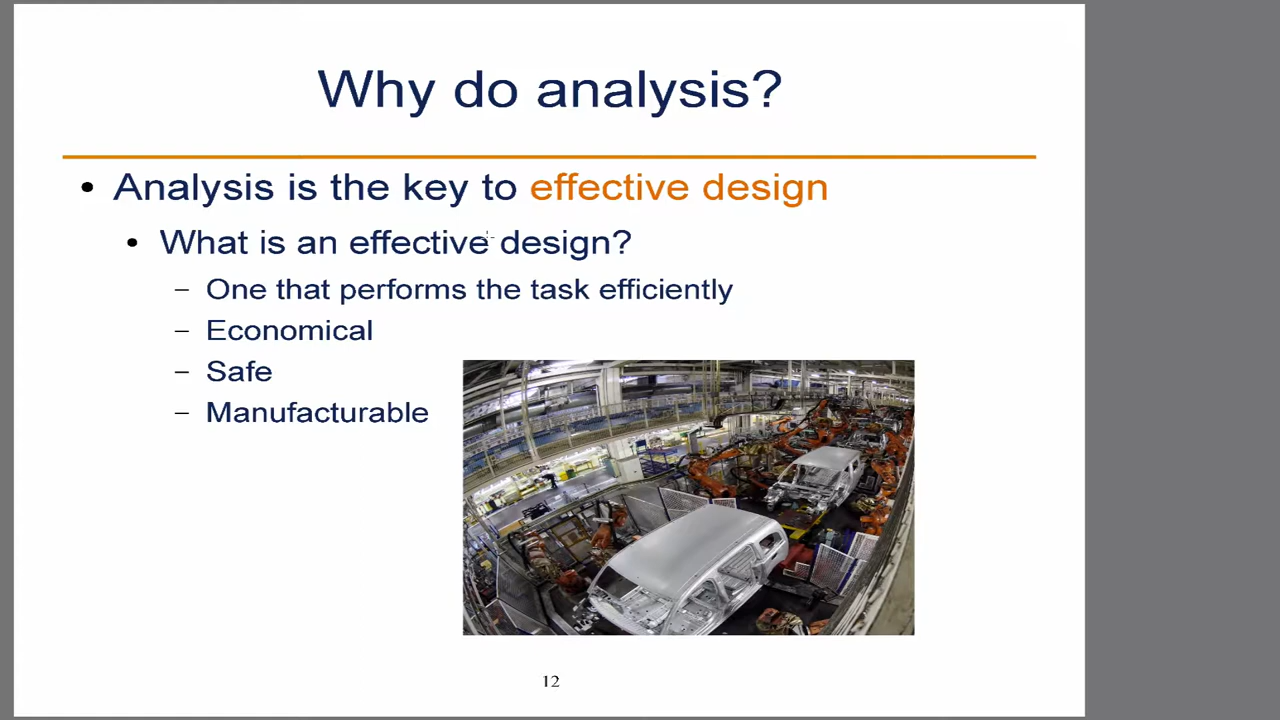 Why do analysis?
• Analysis is the key to effective design
• What is an effective design?
– One that performs the task efficiently
– Economical
– Safe
– Manufacturable
12